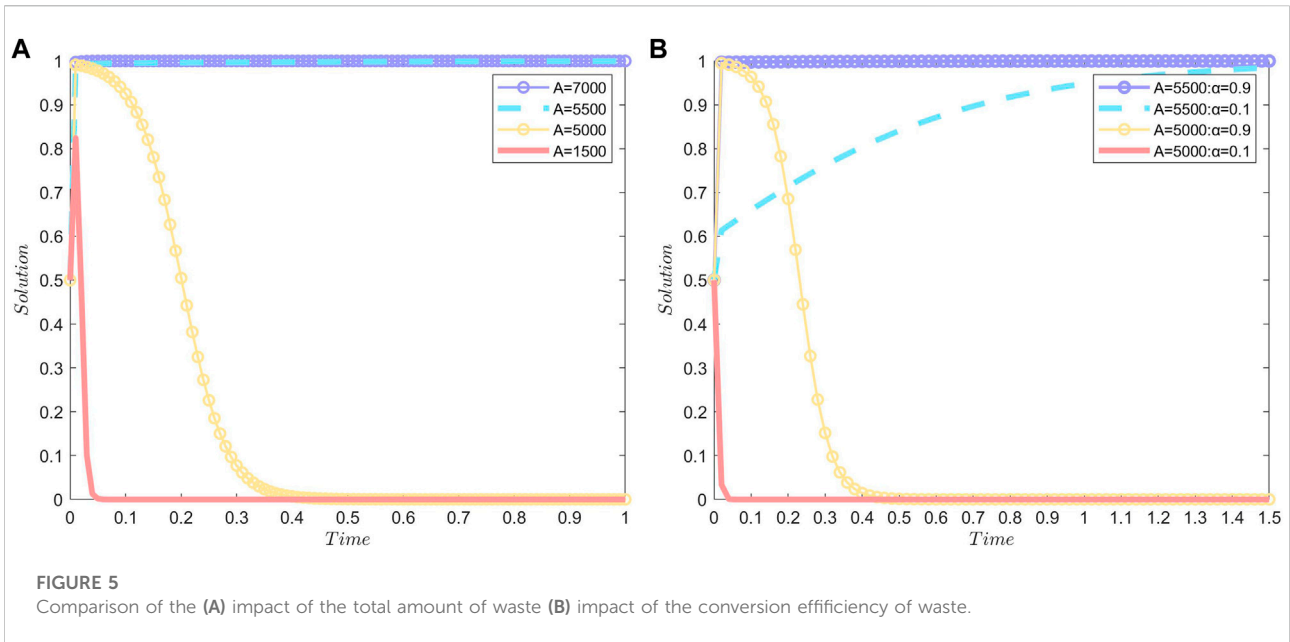 A
1
0.9
0.8
0.7
0.6
0.5
0.4
0.3
0.2
0.1
0
Solution
0 0.1 0.2 0.3 0.4 0.5 0.6 0.7 0.8 0.9 1
Time
A=7000
A=5500
A=5000
A=1500
B
1
0.9
0.8
0.7
0.6
0.5
0.4
0.3
0.2
0.1
0
Solution
0 0.1 0.2 0.3 0.4 0.5 0.6 0.7 0.8 0.9 1 1.1 1.2 1.3 1.4 1.5
Time
A=5500:α=0.9
A=5500:α=0.1
A=5000:α=0.9
A=5000:α=0.1
FIGURE 5
Comparison of the (A) impact of the total amount of waste (B) impact of the conversion effificiency of waste.